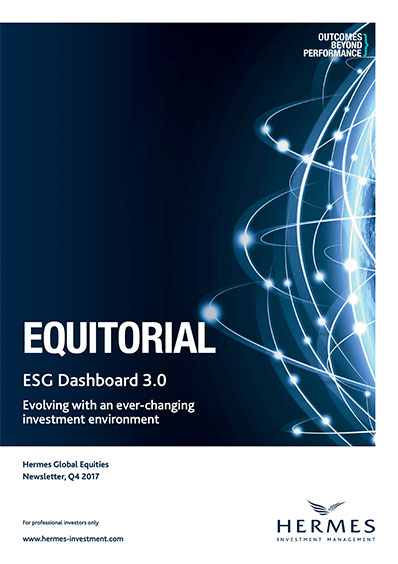 OUTCOMES
BEYOND
PERFORMANCE
EQUITORIAL
ESG Dashboard 3.0
Evolving with an ever-changing
investment environment
Hermes Global Equities
Newsletter, Q4 2017
For professional investors only
www.hermes-investment.com
HERMES
INVESTMENT MANAGEMENT